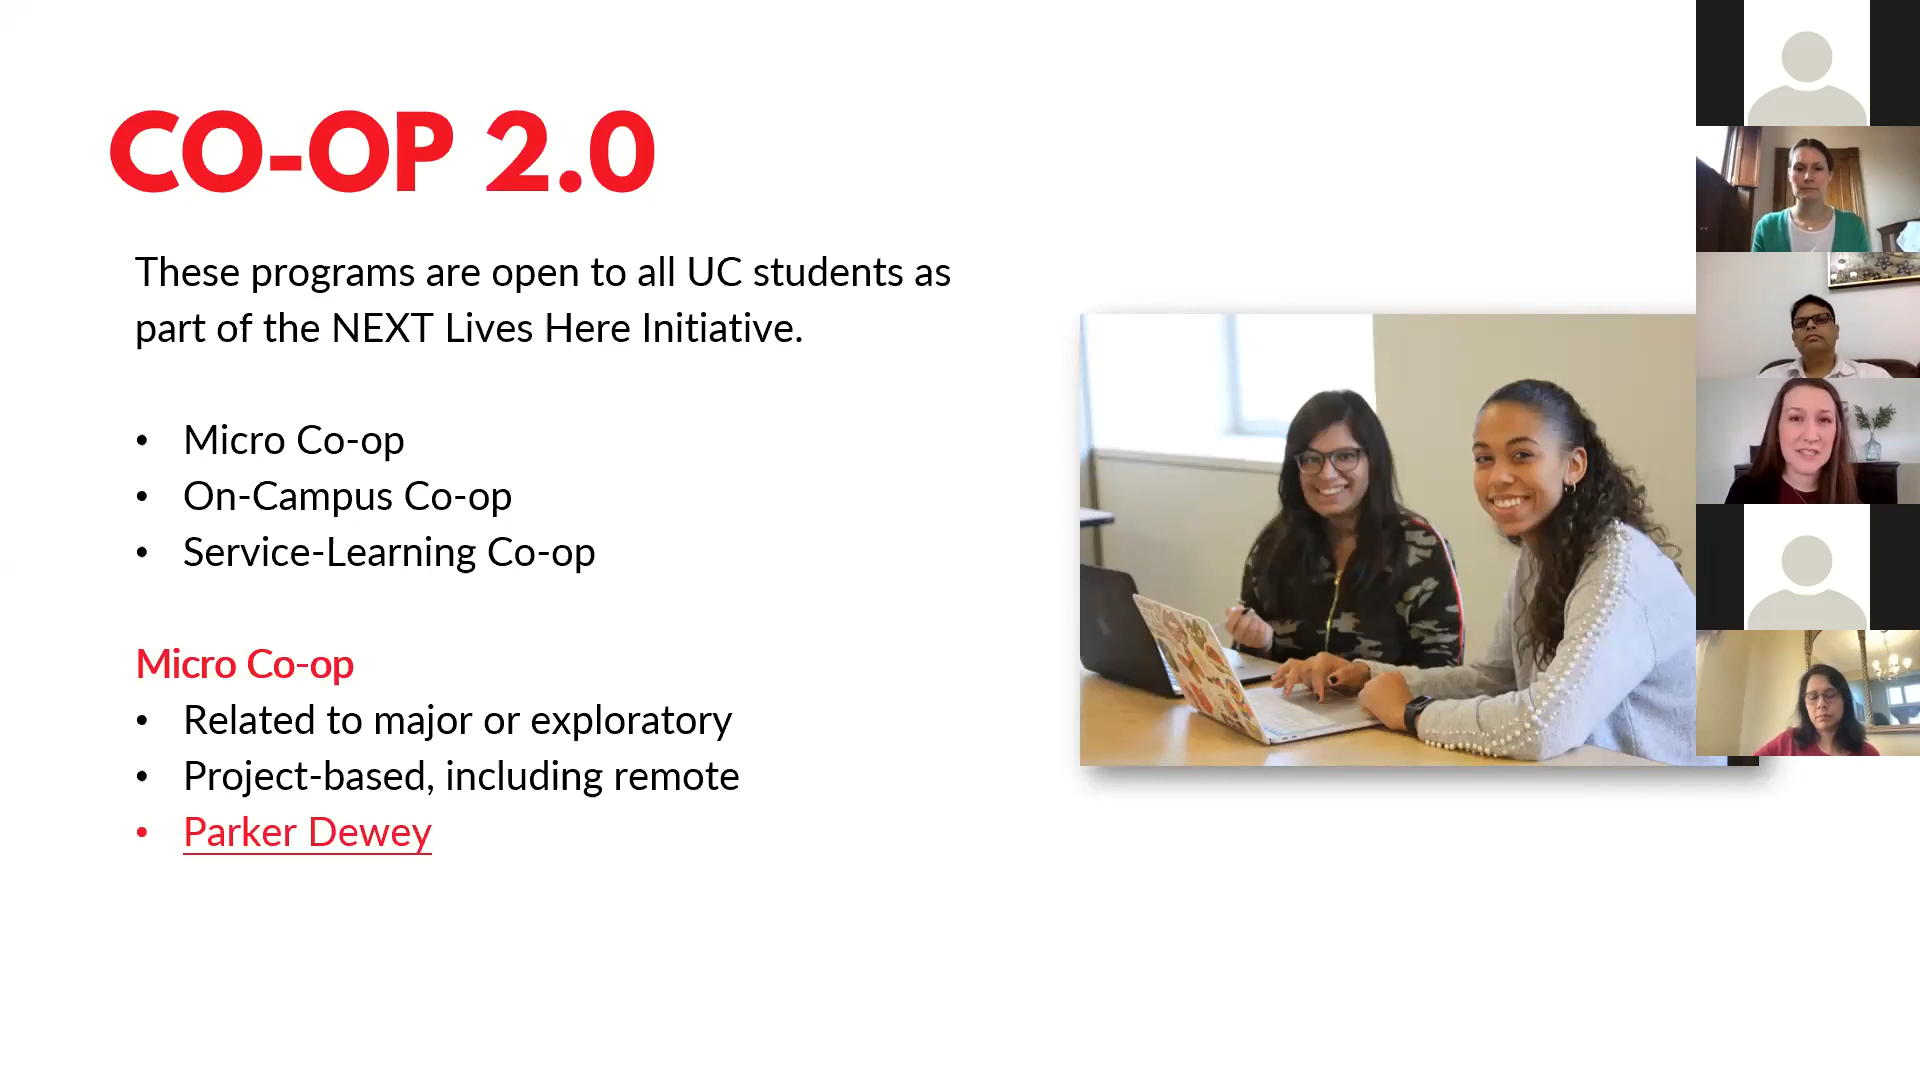 CO-OP 2.0
These programs are open to all UC students as
part of the NEXT Lives Here Initiative.
• Micro Co-op
• On-Campus Co-op
• Service-Learning Co-op
Micro Co-op
• Related to major or exploratory
• Project-based, including remote
• Parker Dewey